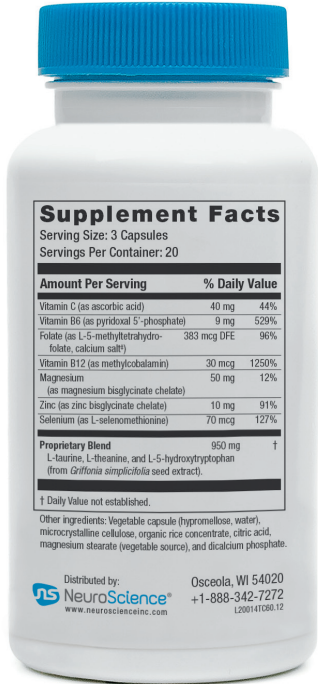 Supplement Facts
Serving Size: 3 Capsules
Servings Per Container: 20
Amount Per Serving % Daily Value
Vitamin C (as ascorbic acid) 40 mg 44%
Vitamin B6 (as pyridoxal 5'-phosphate) 9 mg 529%
Folate (as L-5-methyltetrahydro- 383 mcg DFE 96%
folate, calcium salt‡)
Vitamin B12 (as methylcobalamin) 30 mcg 1250%
Magnesium 50 mg 12%
(as magnesium bisglycinate chelate)
Zinc (as zinc bisglycinate chelate) 10 mg 91%
Selenium (as L-selenomethionine) 70 mcg 127%
Proprietary Blend 950 mg †
L-taurine, L-theanine, and L-5-hydroxytryptophan
(from Griffonia simplicifolia seed extract).
† Daily Value not established.
Other ingredients: Vegetable capsule (hypromellose, water),
microcrystalline cellulose, organic rice concentrate, citric acid,
magnesium stearate (vegetable source), and dicalcium phosphate.
Distributed by:
ns NeuroScience®
www.neuroscienceinc.com
Osceola, WI 54020
+1-888-342-7272
L20014TC60.12